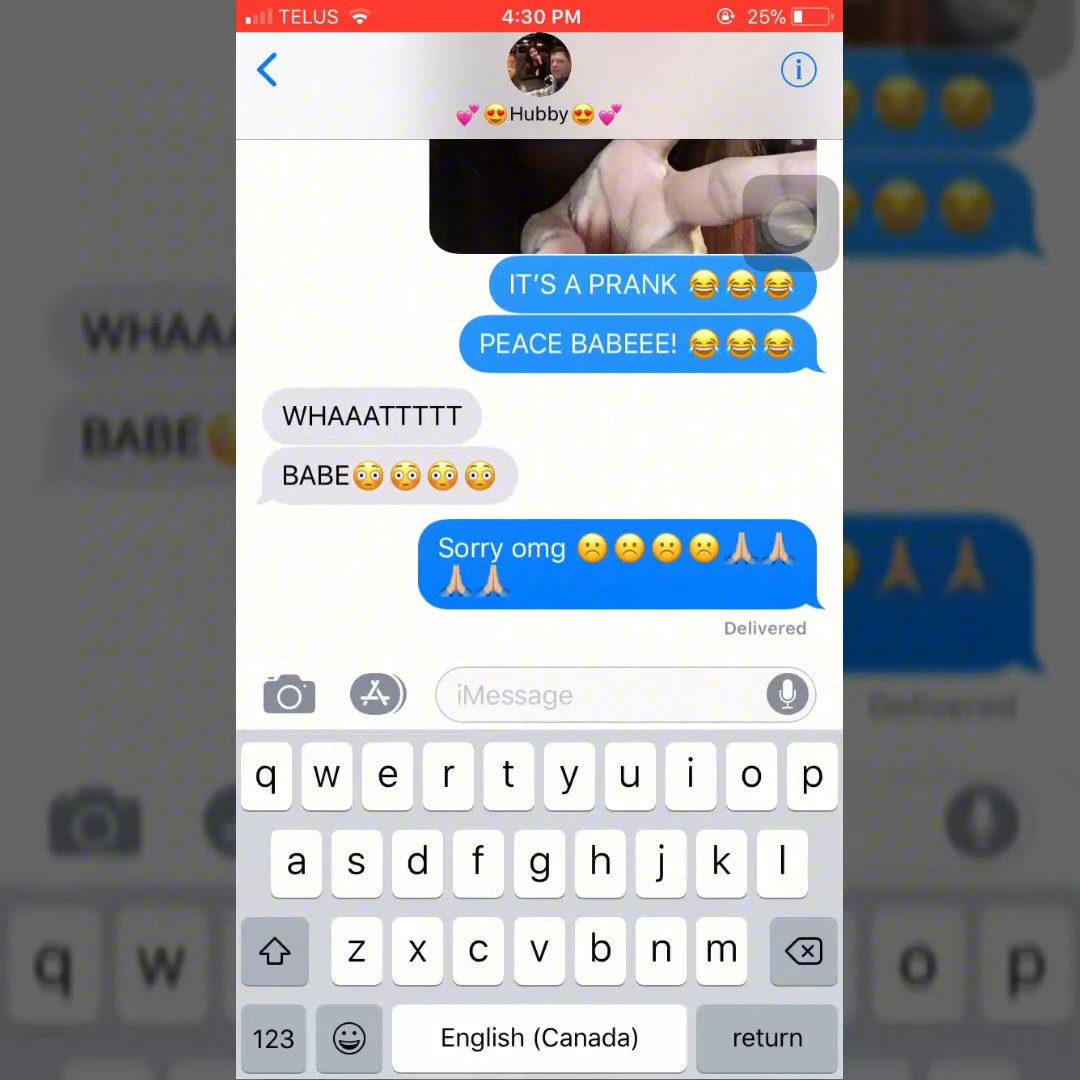 TELUS 4:30 PM 25%
💕😍Hubby😍💕
IT’S A PRANK 😂😂😂
PEACE BABEEE! 😂😂😂
WHAAATTTTT
BABE😳😳😳😳
Sorry omg ☹️☹️☹️☹️🙏🏼🙏🏼
🙏🏼🙏🏼
Delivered
iMessage
q w e r t y u i o p
a s d f g h j k l
z x c v b n m
123 English (Canada) return